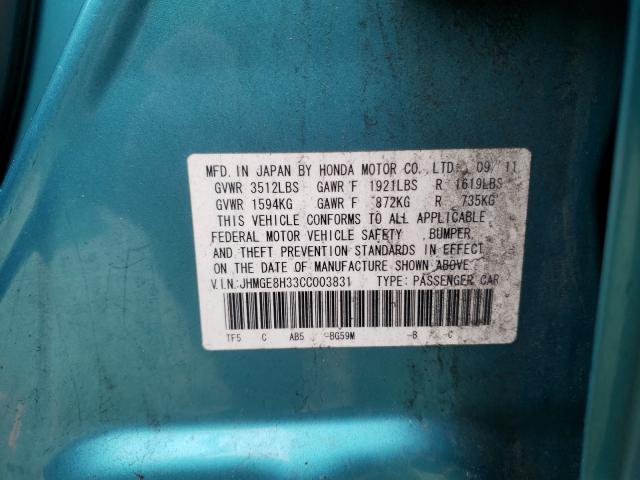 MFD. IN JAPAN BY HONDA MOTOR CO., LTD. 09/11
GVWR 3512LBS GAWR F 1921LBS R 1619LBS
GVWR 1594KG GAWR F 872KG R 735KG
THIS VEHICLE CONFORMS TO ALL APPLICABLE
FEDERAL MOTOR VEHICLE SAFETY, BUMPER,
AND THEFT PREVENTION STANDARDS IN EFFECT
ON THE DATE OF MANUFACTURE SHOWN ABOVE.
V.I.N:JHMGE8H33CC003831 TYPE: PASSENGER CAR
TF5 C AB5 -BG59M -B -C